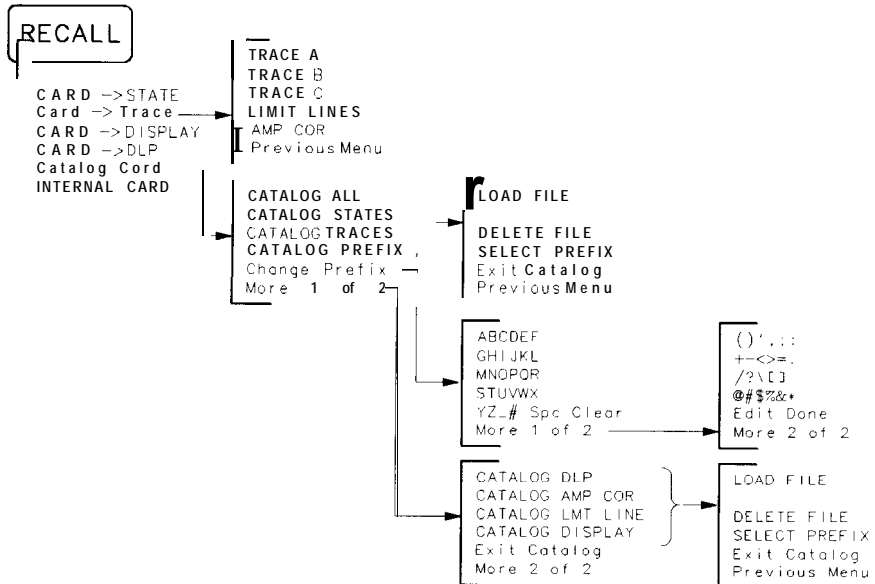 RECALL
CARD -->STATE
Card -> Trace
CARD ->DISPLAY
CARD ->DLP
Catalog Cord
INTERNAL CARD
TRACE A
TRACE B
TRACE C
LIMIT LINES
AMP COR
Previous Menu
CATALOG ALL
CATALOG STATES
CATALOG TRACES
CATALOG PREFIX
Change Prefix
More 1 of 2
LOAD FILE
DELETE FILE
SELECT PREFIX
Exit Catalog
Previous Menu
ABCDEF
GHIJKL
MNOPQR
STUVWX
YZ_# Spc Clear
More 1 of 2
()',;:
+-<>=.
/?\[]
@#$%&*
Edit Done
More 2 of 2
CATALOG DLP
CATALOG AMP COR
CATALOG LMT LINE
CATALOG DISPLAY
Exit Catalog
More 2 of 2
LOAD FILE
DELETE FILE
SELECT PREFIX
Exit Catalog
Previous Menu